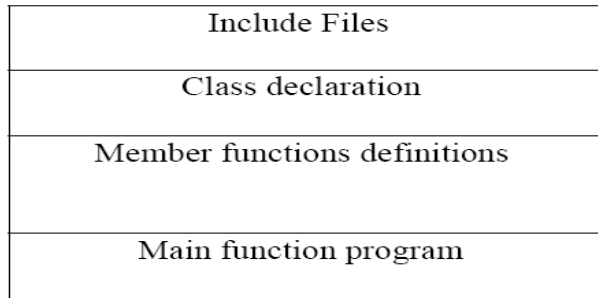 Include Files
Class declaration
Member functions definitions
Main function program